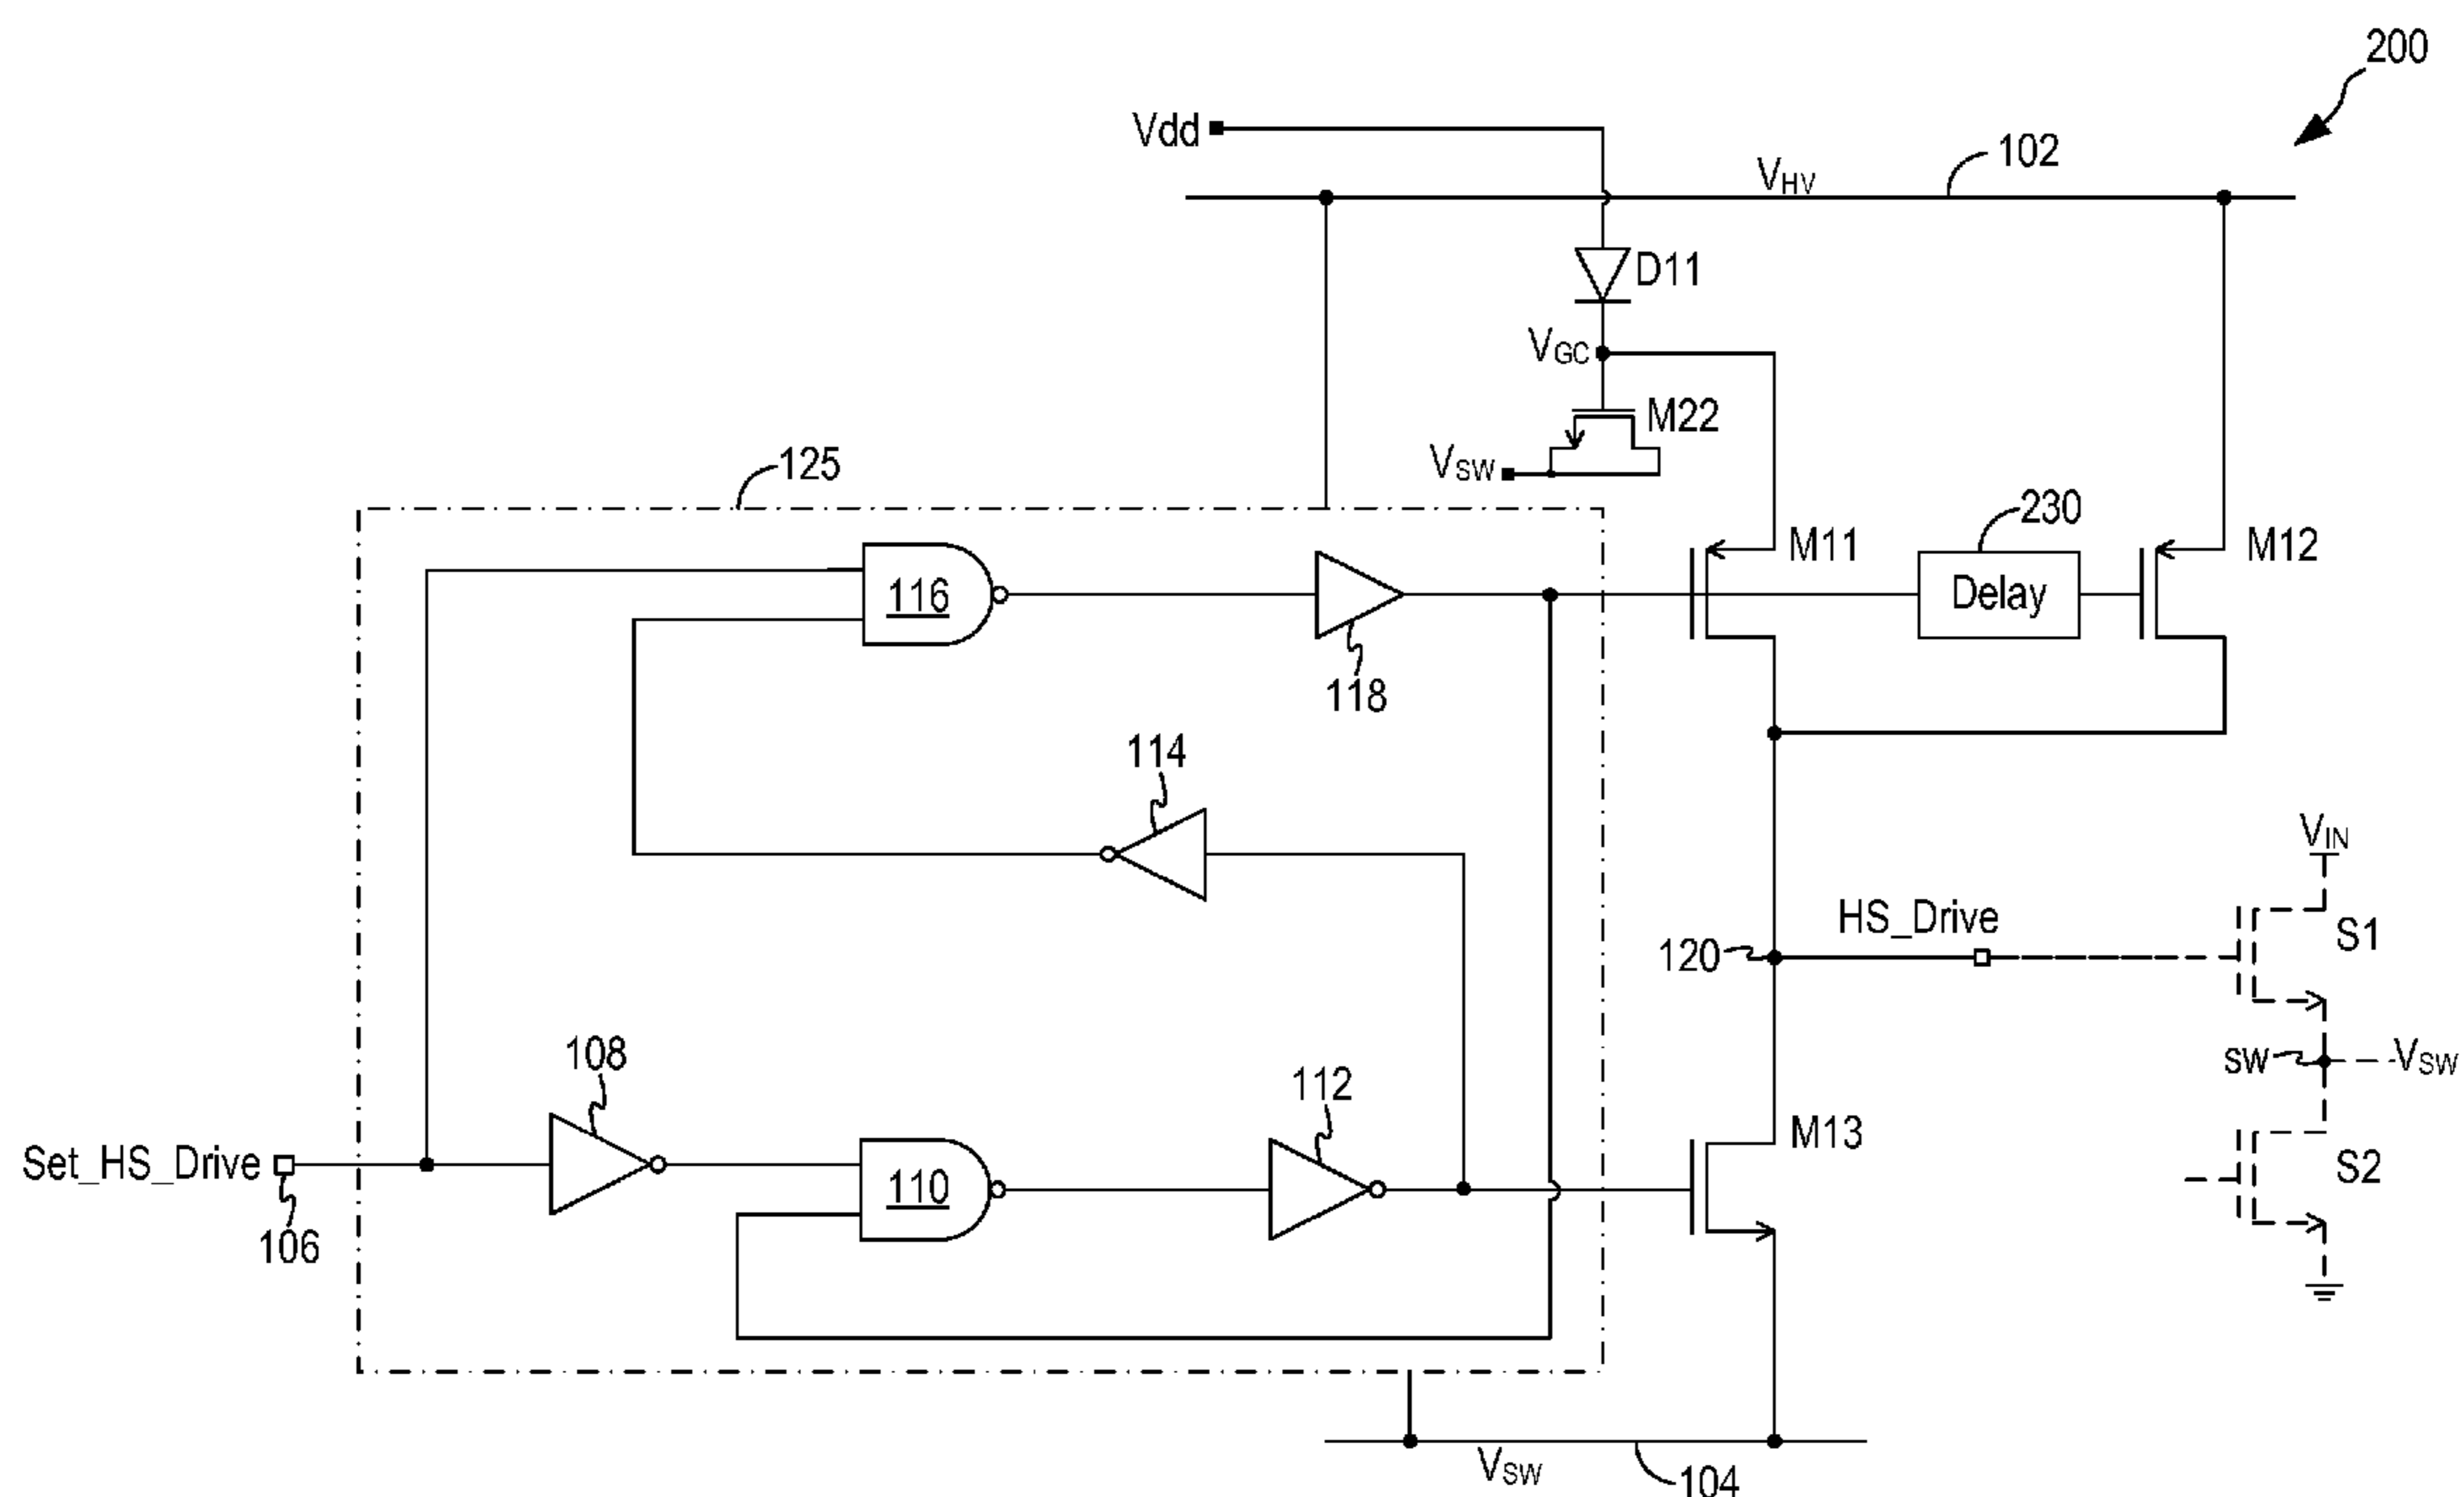 200
Vdd
VHV
102
D11
VGC
M22
VSW
125
230
M11
M12
116
Delay
118
114
VIN
HS_Drive
S1
120
108
SW
VSW
112
M13
Set_HS_Drive
110
S2
106
VSW
104